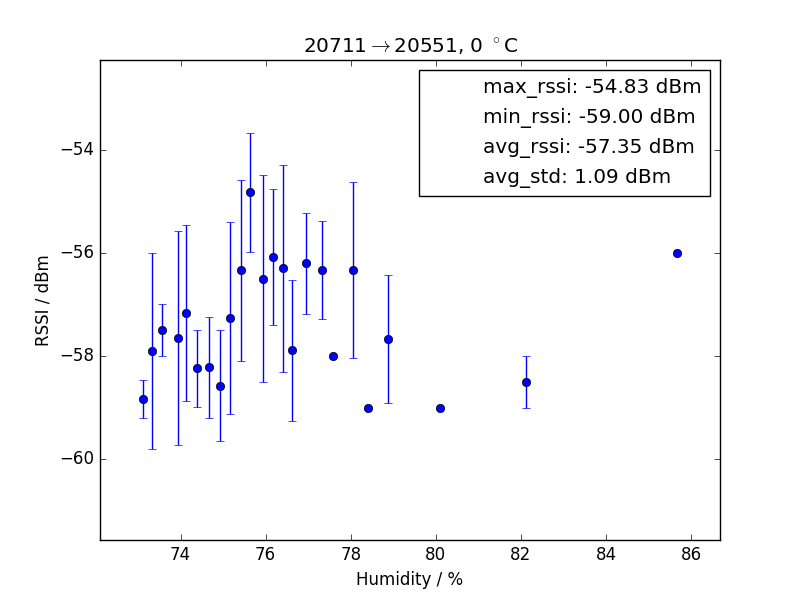 20711→20551, 0 °C
max_rssi: -54.83 dBm
min_rssi: -59.00 dBm
avg_rssi: -57.35 dBm
avg_std: 1.09 dBm
RSSI / dBm
−54
−56
−58
−60
74 76 78 80 82 84 86
Humidity / %